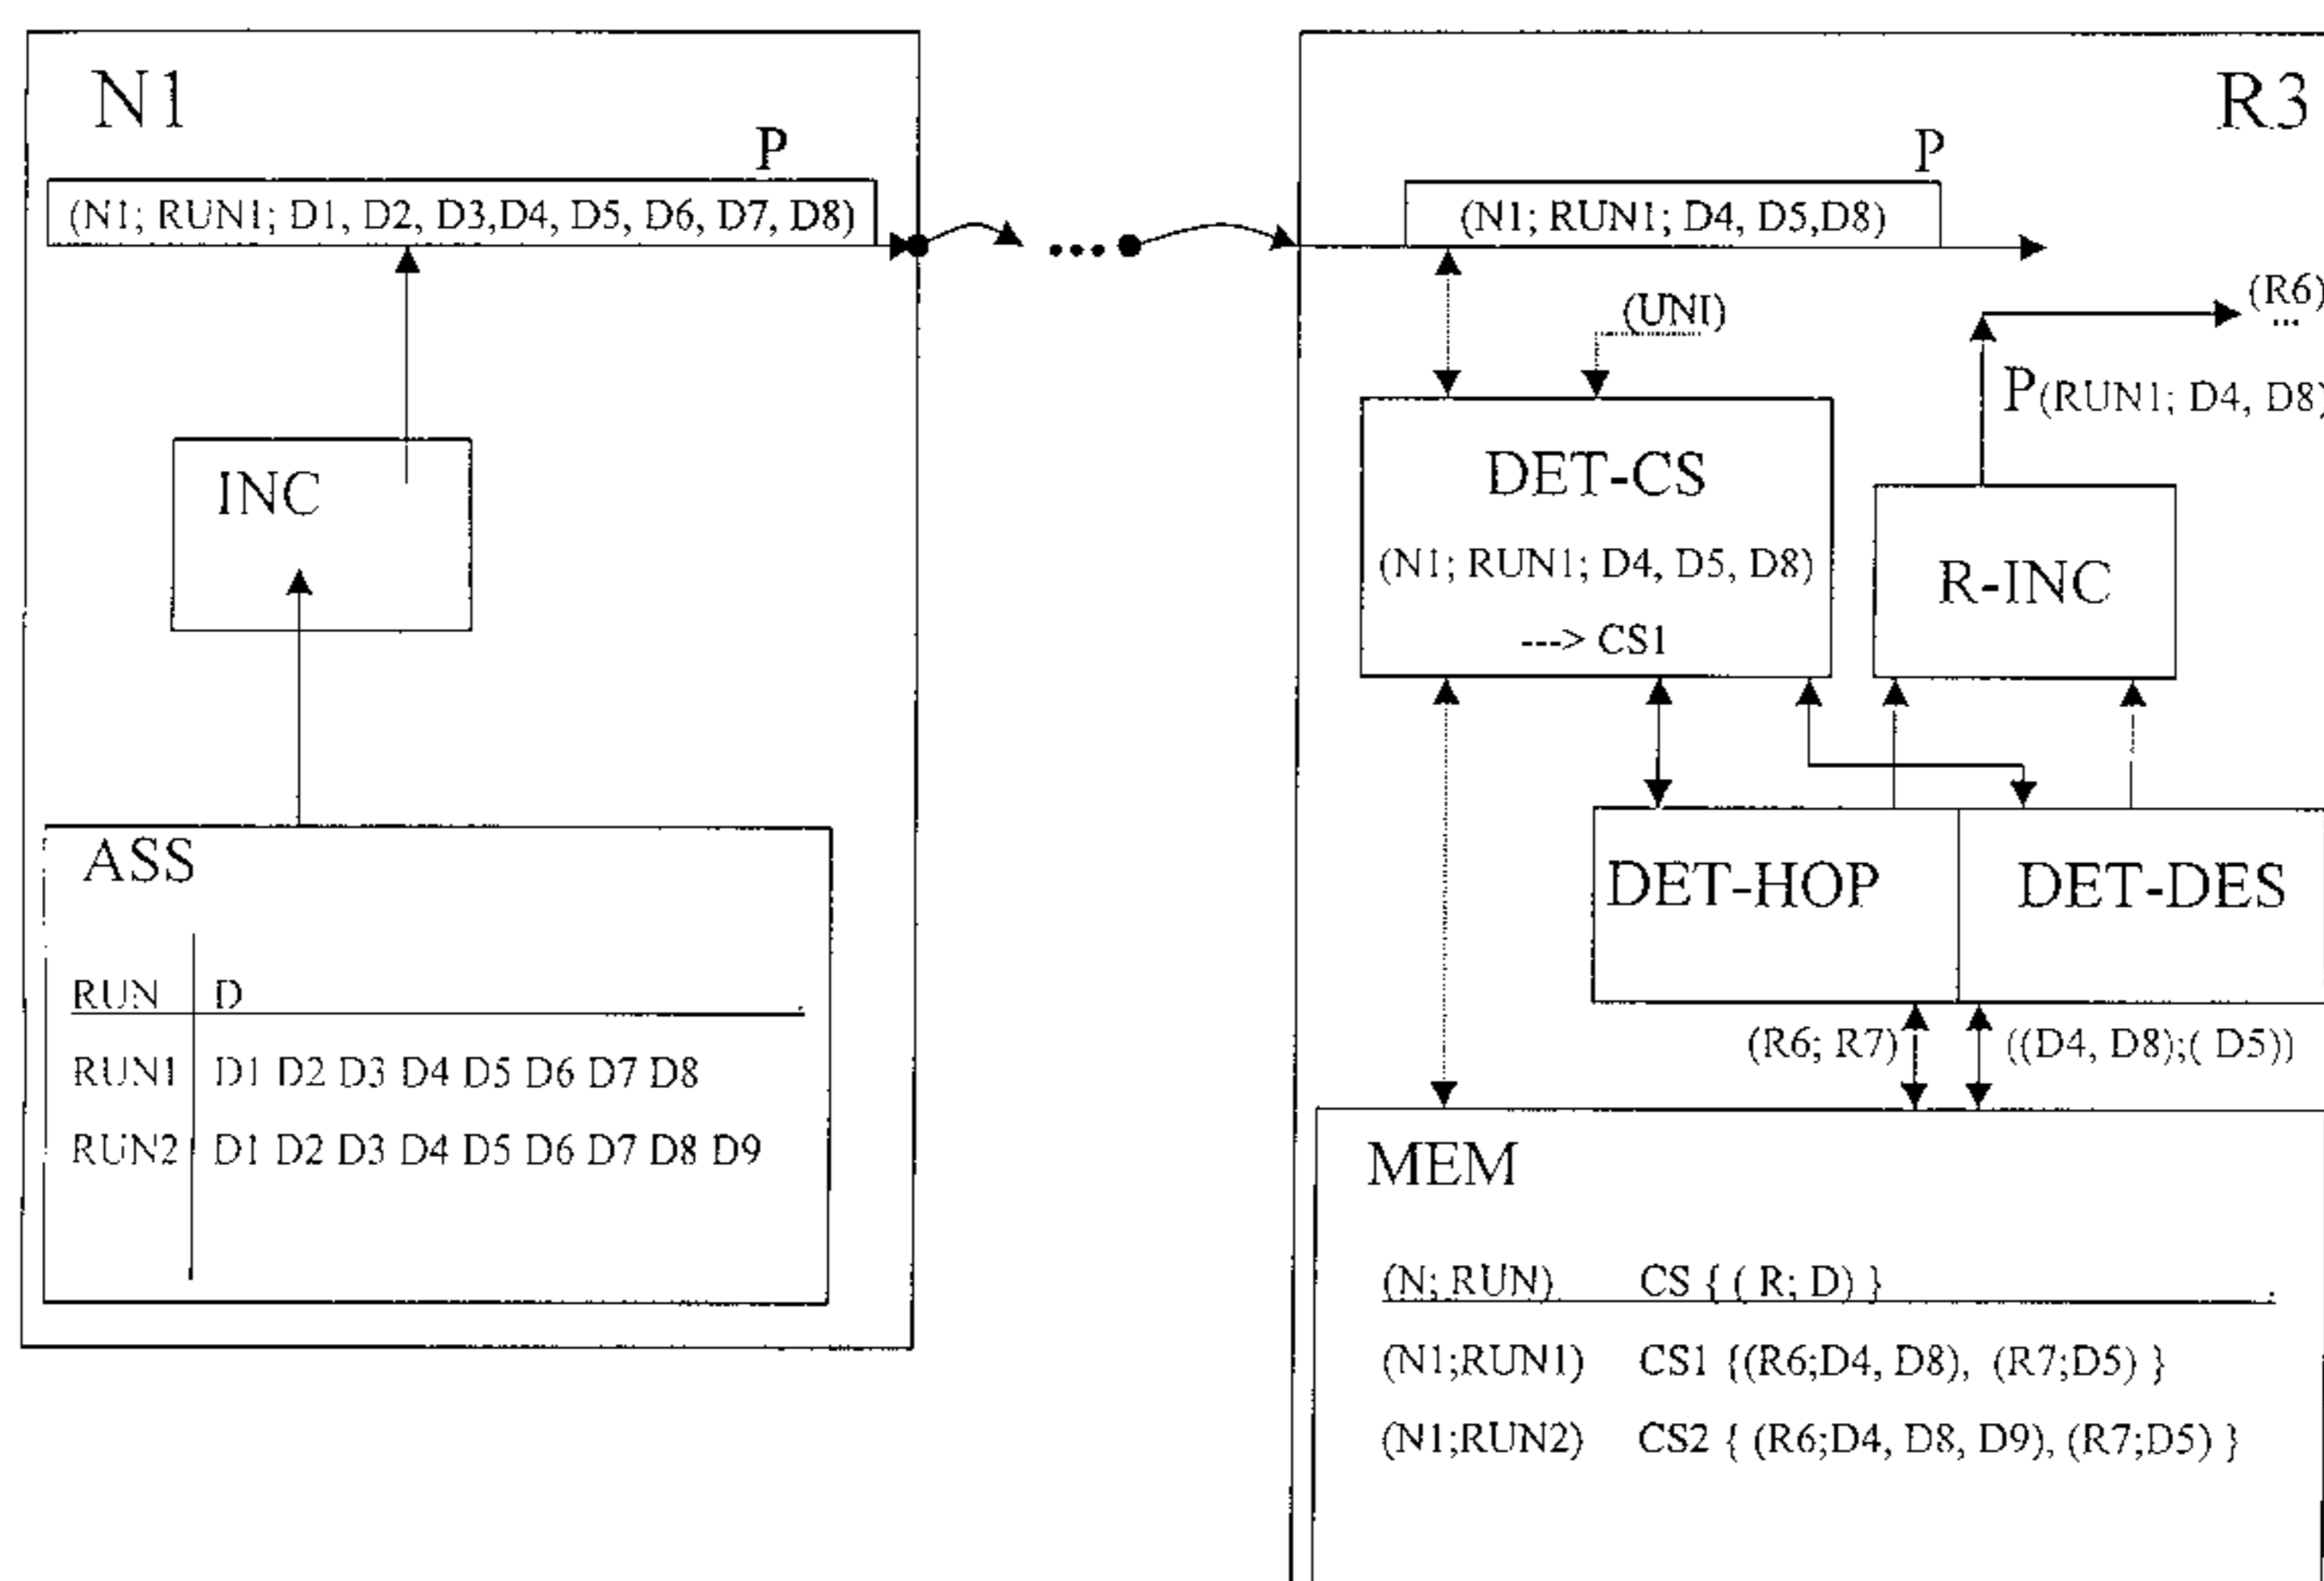 N1
P
(N1; RUN1; D1, D2, D3,D4, D5, D6, D7, D8)
INC
ASS
RUN D
RUN1 D1 D2 D3 D4 D5 D6 D7 D8
RUN2 D1 D2 D3 D4 D5 D6 D7 D8 D9
...
R3
P
(N1; RUN1; D4, D5,D8)
(UNI)
(R6)
...
P(RUN1; D4, D8)
DET-CS
(N1; RUN1; D4, D5, D8)
---> CS1
R-INC
DET-HOP
DET-DES
(R6; R7)
((D4, D8);( D5))
MEM
(N; RUN) CS { ( R; D) }
(N1;RUN1) CS1 {(R6;D4, D8), (R7;D5) }
(N1;RUN2) CS2 { (R6;D4, D8, D9), (R7;D5) }